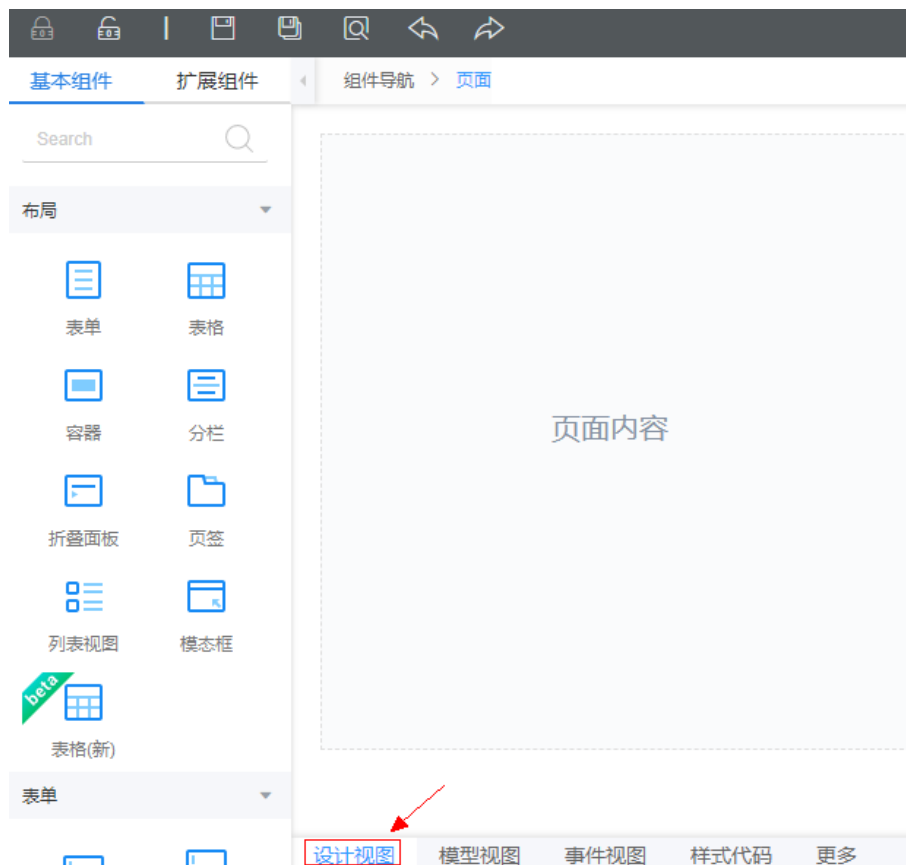 基本组件 扩展组件 组件导航 > 页面
Search
布局
表单 表格
容器 分栏
页面内容
折叠面板 页签
列表视图 模态框
beta
表格(新)
表单
设计视图 模型视图 事件视图 样式代码 更多